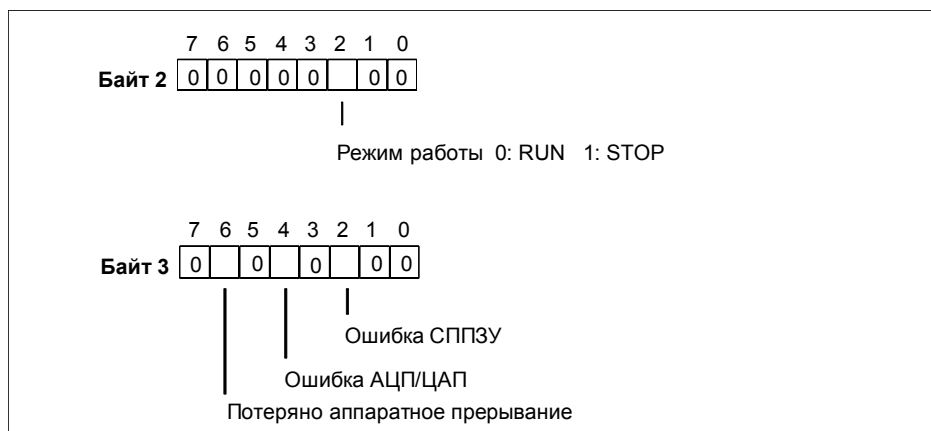 7 6 5 4 3 2 1 0
Байт 2 0 0 0 0 0 0 0
Режим работы 0: RUN 1: STOP
7 6 5 4 3 2 1 0
Байт 3 0 0 0 0 0
Ошибка СППЗУ
Ошибка АЦП/ЦАП
Потеряно аппаратное прерывание